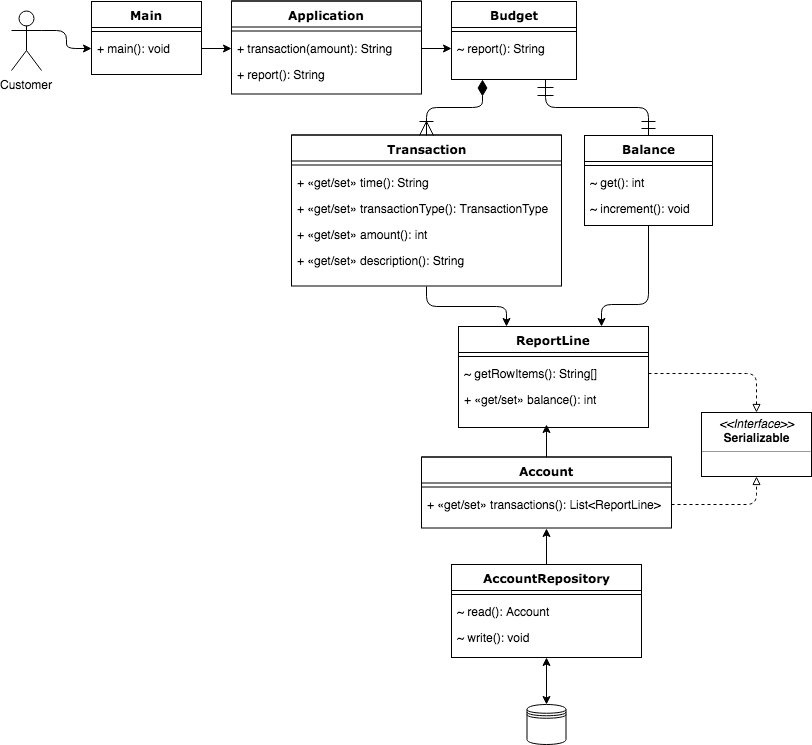 Main
+ main(): void
Customer
Application
+ transaction(amount): String
+ report(): String
Budget
~ report(): String
Transaction
+ «get/set» time(): String
+ «get/set» transactionType(): TransactionType
+ «get/set» amount(): int
+ «get/set» description(): String
Balance
~ get(): int
~ increment(): void
ReportLine
~ getRowItems(): String[]
+ «get/set» balance(): int
<<Interface>>
Serializable
Account
+ «get/set» transactions(): List<ReportLine>
AccountRepository
~ read(): Account
~ write(): void